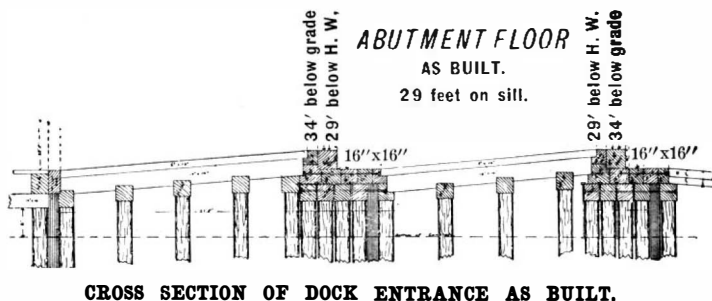 ABUTMENT FLOOR
AS BUILT.
29 feet on sill.
34' below grade
29' below H. W.
29' below H. W.
34' below grade
16"x16"
16"x16"
CROSS SECTION OF DOCK ENTRANCE AS BUILT.